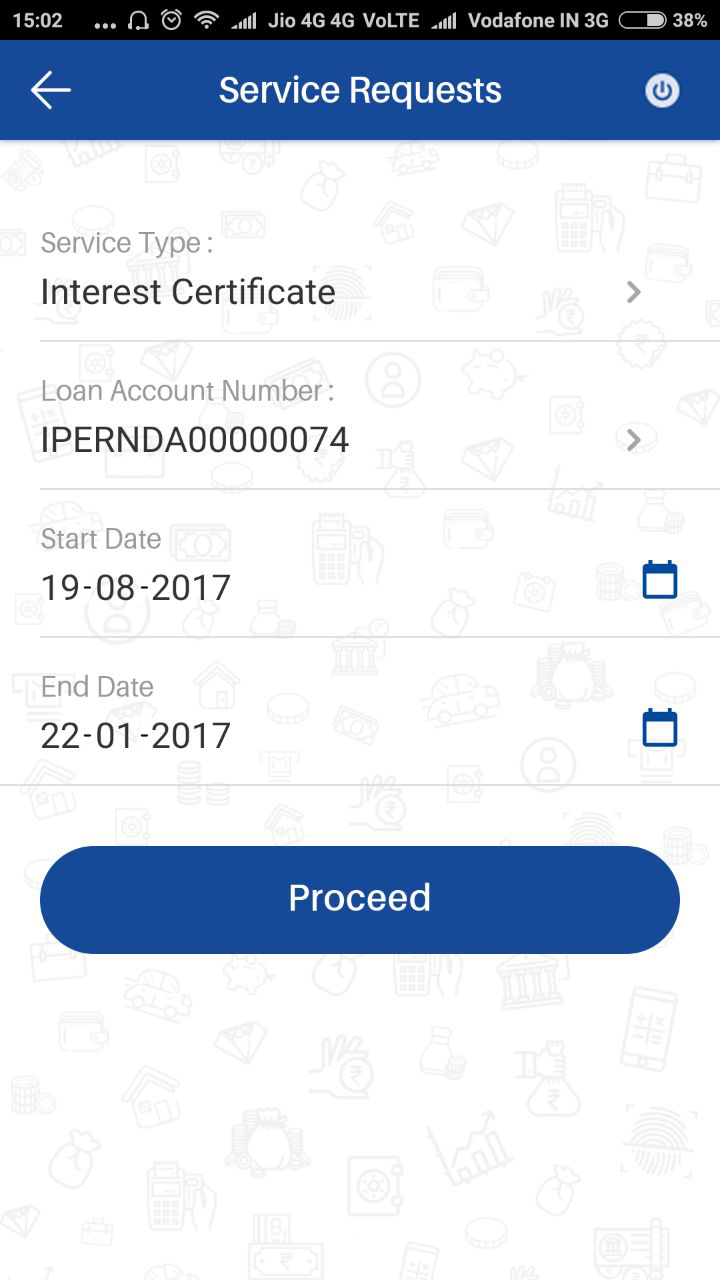 15:02 ... Jio 4G 4G VoLTE Vodafone IN 3G 38%
Service Requests
Service Type :
Interest Certificate
Loan Account Number :
IPERNDA00000074
Start Date
19-08-2017
End Date
22-01-2017
Proceed